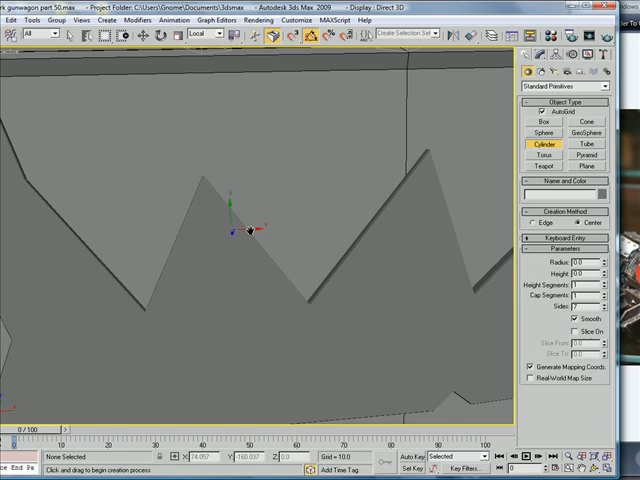 rk gunwagon part 50.max - Project Folder: C:\Users\Gnome\Documents\3dsmax - Autodesk 3ds Max 2009 - Display : Direct 3D
Edit Tools Group Views Create Modifiers Animation Graph Editors Rendering Customize MAXScript Help
All Local Create Selection Set
Standard Primitives
Object Type
AutoGrid
Box Cone
Sphere GeoSphere
Cylinder Tube
Torus Pyramid
Teapot Plane
Name and Color
Creation Method
Edge Center
Keyboard Entry
Parameters
Radius: 0.0
Height: 0.0
Height Segments: 1
Cap Segments: 1
Sides: 7
Smooth
Slice On
Slice From: 0.0
Slice To: 0.0
Generate Mapping Coords.
Real-World Map Size
0 / 100
0 10 20 30 40 50 60 70 80 90 100
None Selected X: 74.057 Y: -160.037 Z: 0.0 Grid = 10.0 Auto Key Selected
ce End Pa Click and drag to begin creation process Add Time Tag Set Key Key Filters... 0